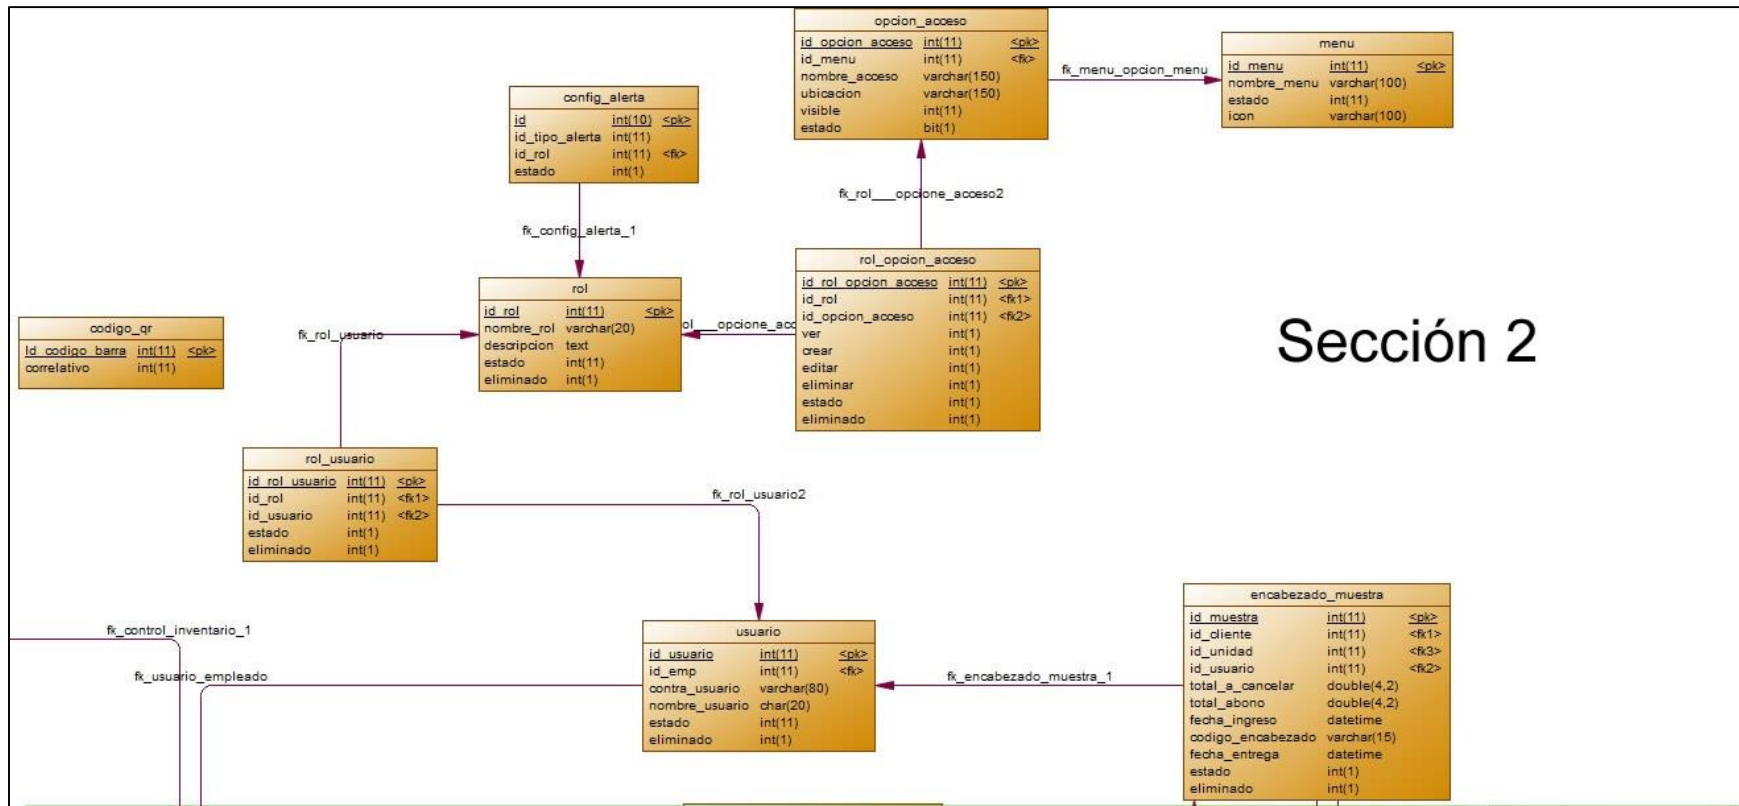 opcion_acceso
id_opcion_acceso int(11) <pk>
id_menu int(11) <fk>
nombre_acceso varchar(150)
ubicacion varchar(150)
visible int(11)
estado bit(1)
fk_menu_opcion_menu
menu
id_menu int(11) <pk>
nombre_menu varchar(100)
estado int(11)
icon varchar(100)
config_alerta
id int(10) <pk>
id_tipo_alerta int(11)
id_rol int(11) <fk>
estado int(1)
fk_rol___opcione_acceso2
fk_config_alerta_1
rol_opcion_acceso
id_rol_opcion_acceso int(11) <pk>
id_rol int(11) <fk1>
id_opcion_acceso int(11) <fk2>
ver int(1)
crear int(1)
editar int(1)
eliminar int(1)
estado int(1)
eliminado int(1)
rol
id_rol int(11) <pk>
nombre_rol varchar(20)
descripcion text
estado int(11)
eliminado int(1)
ol___opcione_acc
fk_rol_usuario
codigo_qr
Id_codigo_barra int(11) <pk>
correlativo int(11)
Sección 2
rol_usuario
id_rol_usuario int(11) <pk>
id_rol int(11) <fk1>
id_usuario int(11) <fk2>
estado int(1)
eliminado int(1)
fk_rol_usuario2
fk_control_inventario_1
fk_usuario_empleado
usuario
id_usuario int(11) <pk>
id_emp int(11) <fk>
contra_usuario varchar(80)
nombre_usuario char(20)
estado int(11)
eliminado int(1)
fk_encabezado_muestra_1
encabezado_muestra
id_muestra int(11) <pk>
id_cliente int(11) <fk1>
id_unidad int(11) <fk3>
id_usuario int(11) <fk2>
total_a_cancelar double(4,2)
total_abono double(4,2)
fecha_ingreso datetime
codigo_encabezado varchar(15)
fecha_entrega datetime
estado int(1)
eliminado int(1)